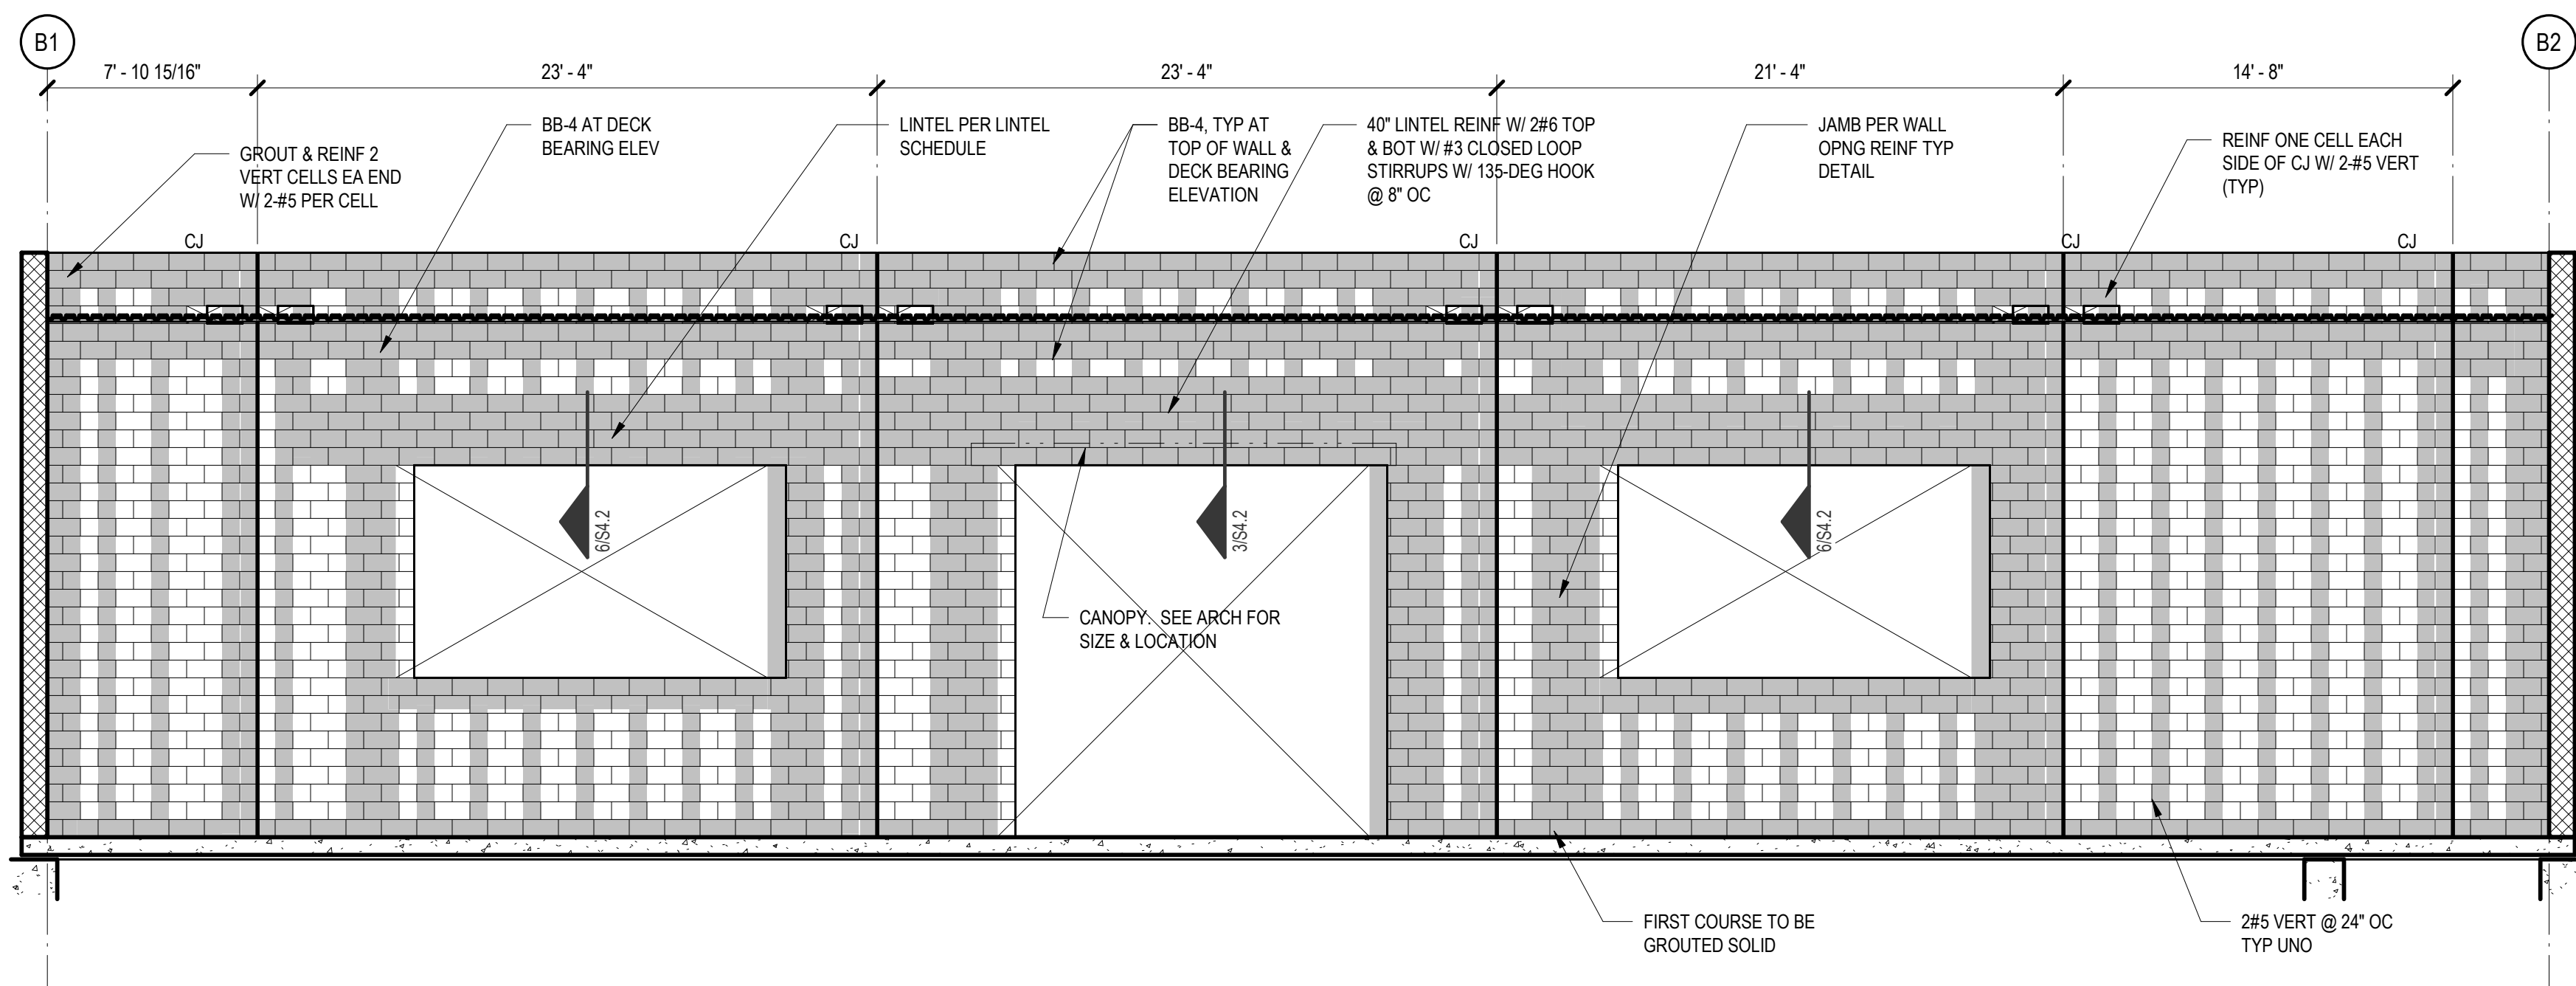 B1
B2
7' - 10 15/16"
23' - 4"
23' - 4"
21' - 4"
14' - 8"
GROUT & REINF 2
VERT CELLS EA END
W/ 2-#5 PER CELL
BB-4 AT DECK
BEARING ELEV
LINTEL PER LINTEL
SCHEDULE
BB-4, TYP AT
TOP OF WALL &
DECK BEARING
ELEVATION
40" LINTEL REINF W/ 2#6 TOP
& BOT W/ #3 CLOSED LOOP
STIRRUPS W/ 135-DEG HOOK
@ 8" OC
JAMB PER WALL
OPNG REINF TYP
DETAIL
REINF ONE CELL EACH
SIDE OF CJ W/ 2-#5 VERT
(TYP)
CJ
CJ
CJ
CJ
CJ
6/S4.2
3/S4.2
6/S4.2
CANOPY. SEE ARCH FOR
SIZE & LOCATION
FIRST COURSE TO BE
GROUTED SOLID
2#5 VERT @ 24" OC
TYP UNO